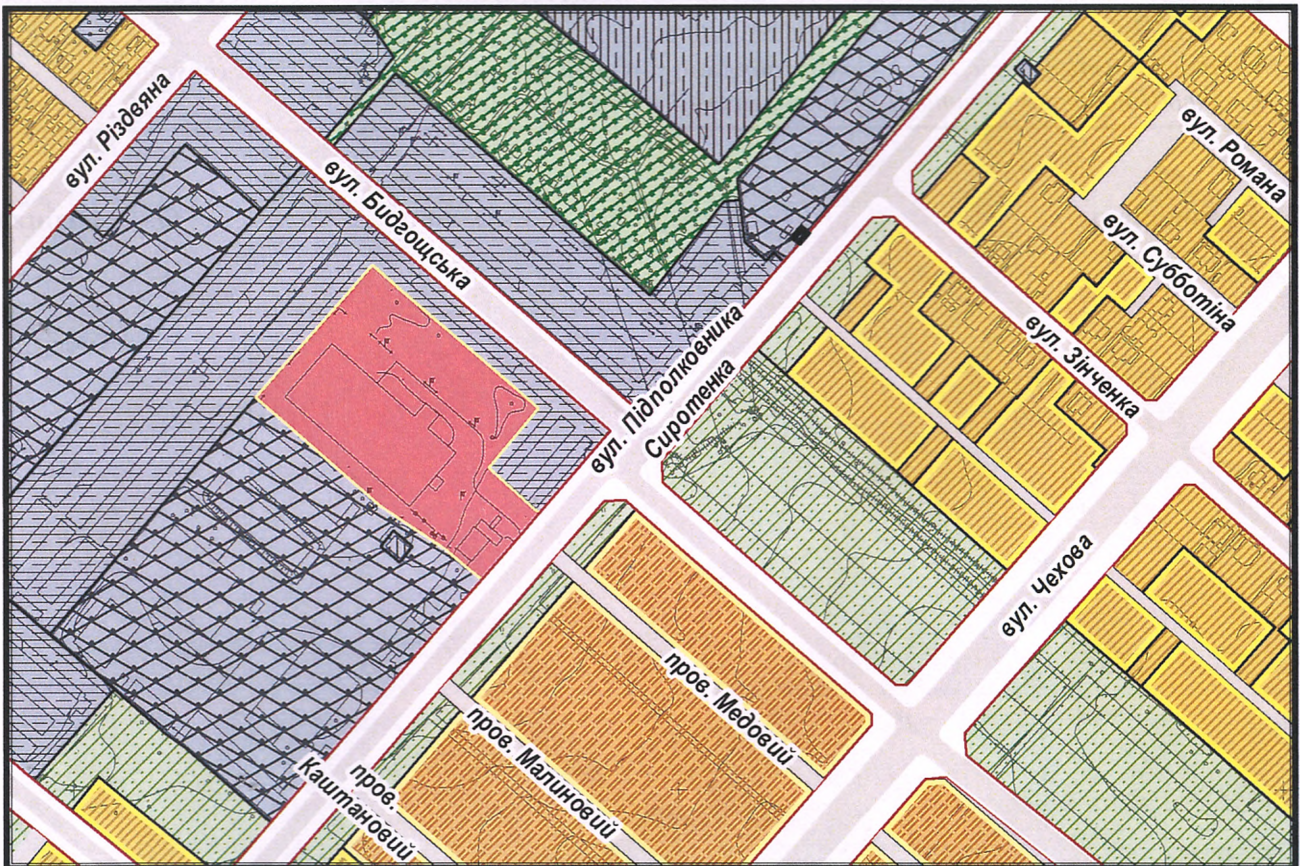 вул. Різдвяна
вул. Бидгощська
вул. Романа
вул. Субботіна
вул. Зінченка
вул. Підполковника
Сиротенка
вул. Чехова
пров. Медовий
пров. Малиновий
пров.
Каштановий